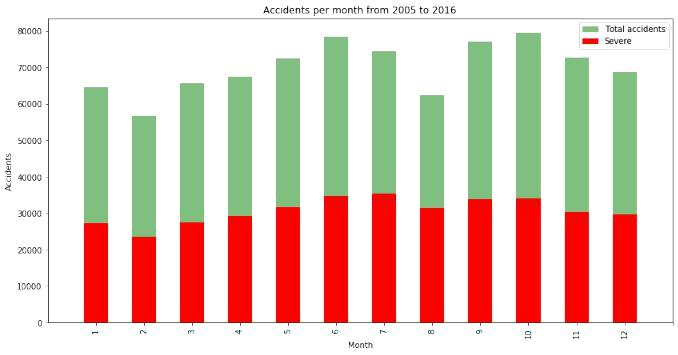 Accidents per month from 2005 to 2016
Total accidents
Severe
80000
70000
60000
50000
40000
30000
20000
10000
0
Accidents
1 2 3 4 5 6 7 8 9 10 11 12
Month